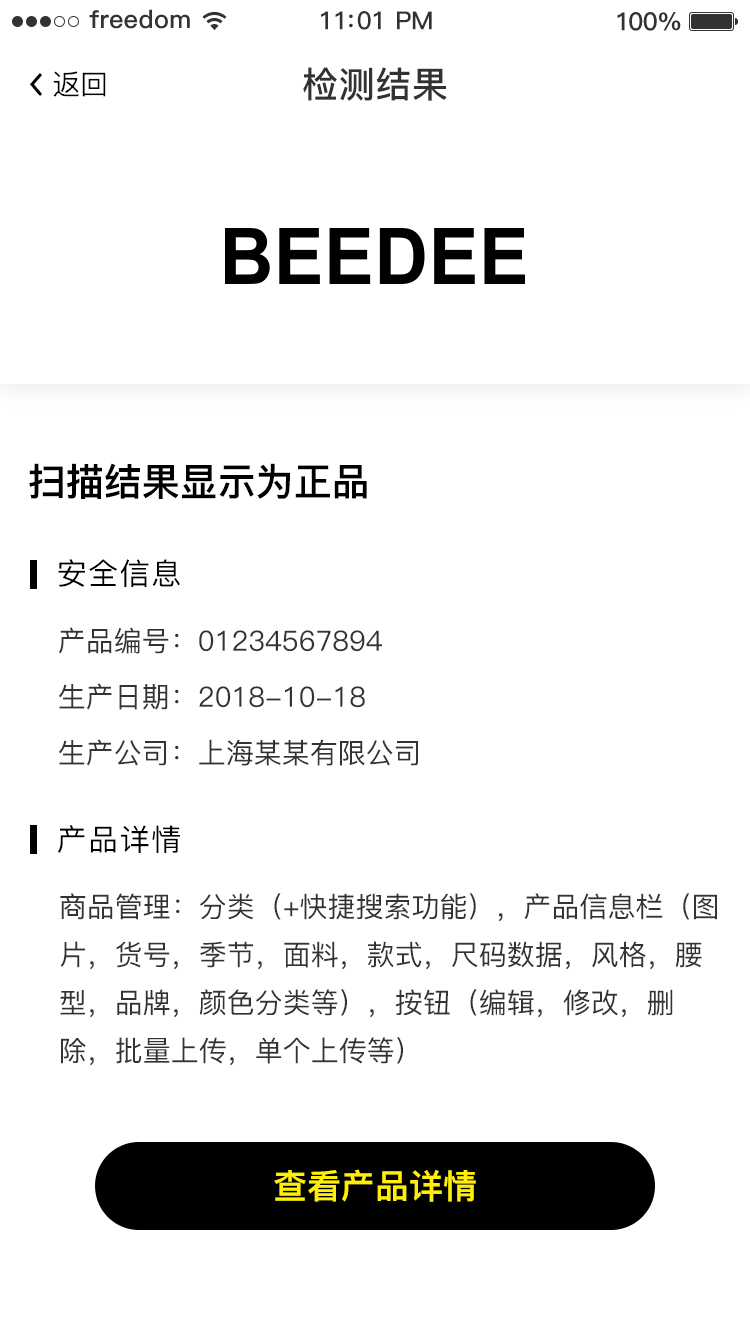 freedom 11:01 PM 100%
返回 检测结果
BEEDEE
扫描结果显示为正品
安全信息
产品编号：01234567894
生产日期：2018-10-18
生产公司：上海某某有限公司
产品详情
商品管理：分类（+快捷搜索功能），产品信息栏（图
片，货号，季节，面料，款式，尺码数据，风格，腰
型，品牌，颜色分类等），按钮（编辑，修改，删
除，批量上传，单个上传等）
查看产品详情